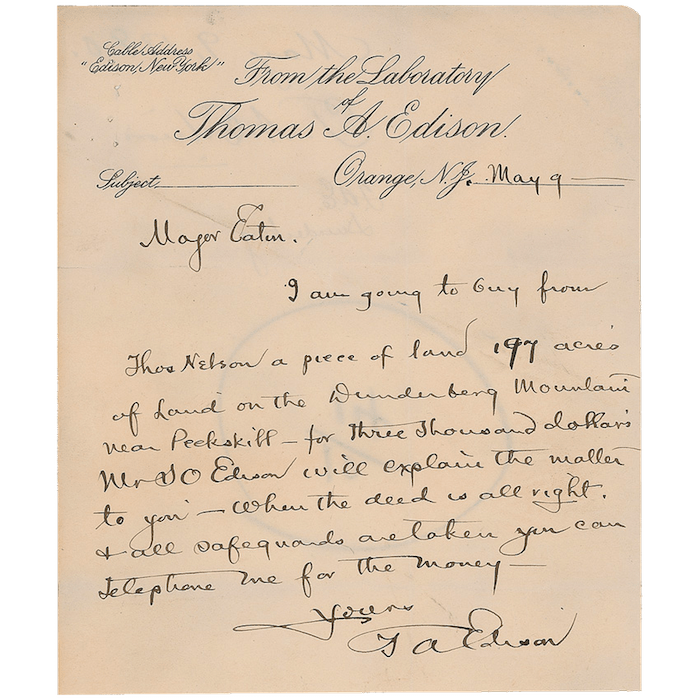 Cable Address
"Edison, New York"
From the Laboratory
of
Thomas A. Edison.
Subject,
Orange, N.J. May 9
Major Eaton.
I am going to buy from
Thos Nelson a piece of land 197 acres
of Land on the Dunderberg Mountain
near Peekskill – for Three Thousand dollars
Mr S O Edison will explain the matter
to you – When the deed is all right.
& all safeguards are taken you can
Telephone me for the money –
yours
T A Edison